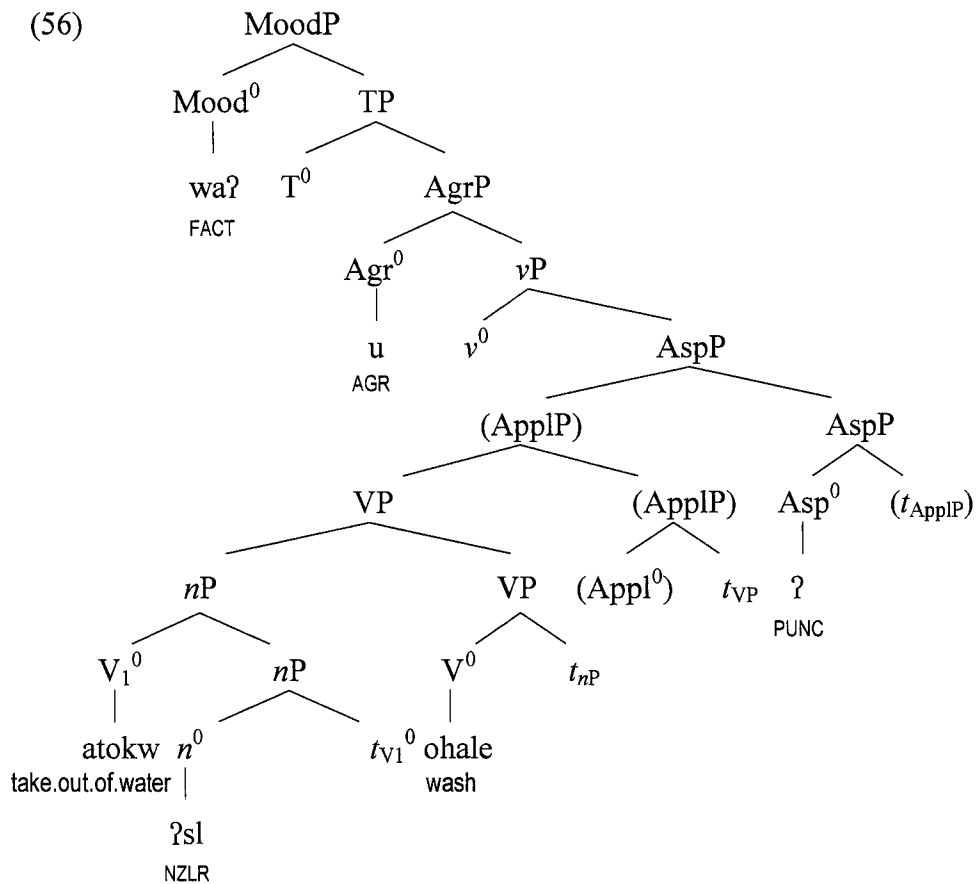 (56) MoodP
Mood⁰ TP
waʔ T⁰ AgrP
FACT
Agr⁰ vP
u v⁰ AspP
AGR
(ApplP) AspP
VP (ApplP) Asp⁰ (t_ApplP)
nP VP (Appl⁰) t_VP ʔ
PUNC
V₁⁰ nP V⁰ t_nP
atokw n⁰ t_V1⁰ ohale
take.out.of.water wash
ʔsl
NZLR